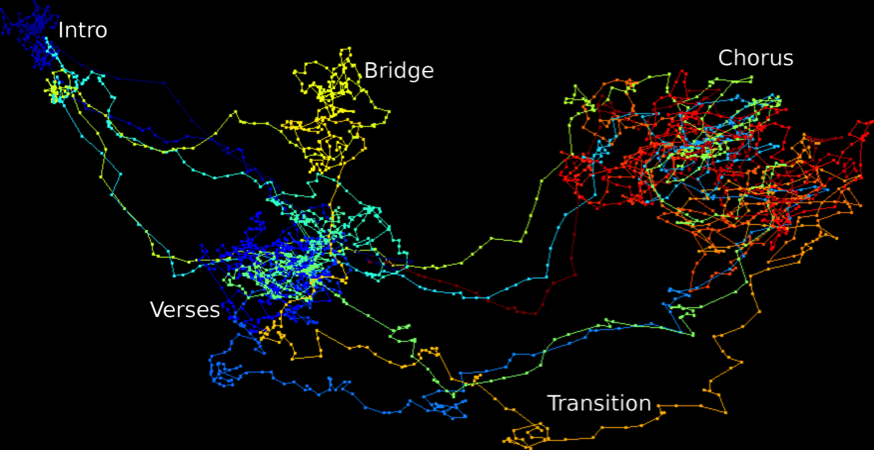 Intro
Bridge
Chorus
Verses
Transition